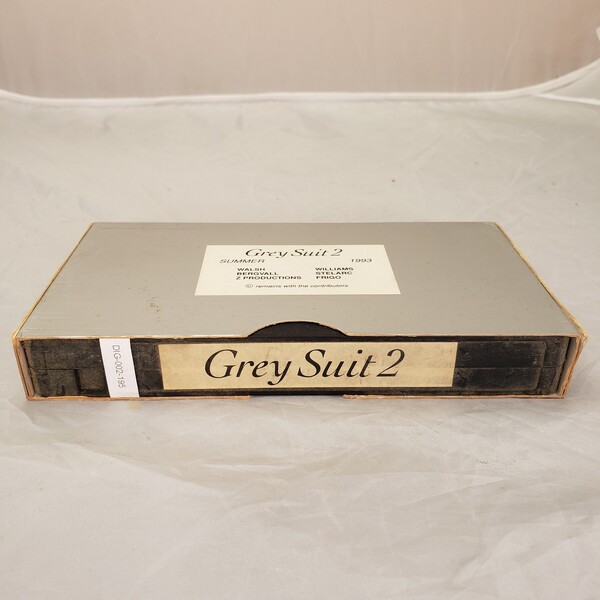 Grey Suit 2
SUMMER 1993
WALSH WILLIAMS
BERGVALL STELARC
Z PRODUCTIONS FRIGO
© remains with the contributors
Grey Suit 2
DIG-002-195